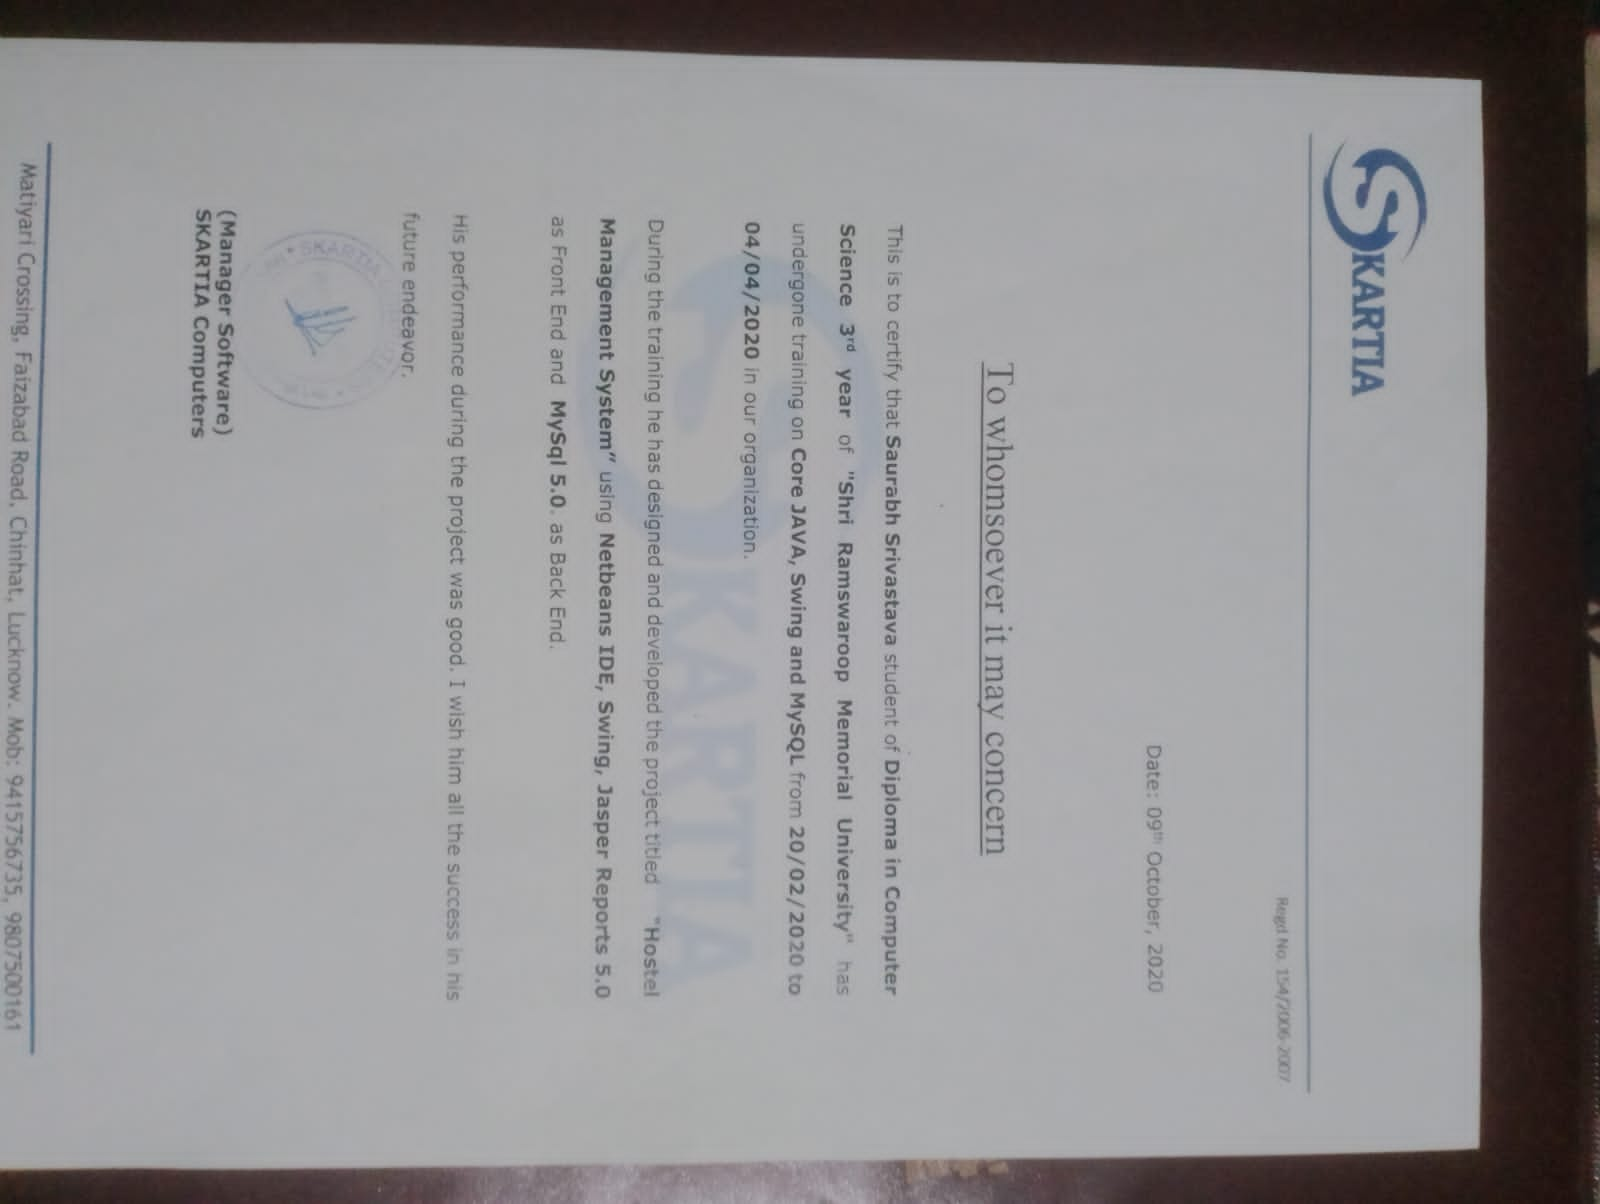 SKARTIA
Regd No. 154/2006-2007
Date: 09th October, 2020
To whomsoever it may concern
This is to certify that Saurabh Srivastava student of Diploma in Computer
Science 3rd year of "Shri Ramswaroop Memorial University" has
undergone training on Core JAVA, Swing and MySQL from 20/02/2020 to
04/04/2020 in our organization.
During the training he has designed and developed the project titled "Hostel
Management System” using Netbeans IDE, Swing, Jasper Reports 5.0
as Front End and MySql 5.0. as Back End.
SKARTIA
His performance during the project was good. I wish him all the success in his
future endeavor.
SKARTIA
(Manager Software)
SKARTIA Computers
Matiyari Crossing, Faizabad Road, Chinhat, Lucknow. Mob: 9415756735, 9807500161